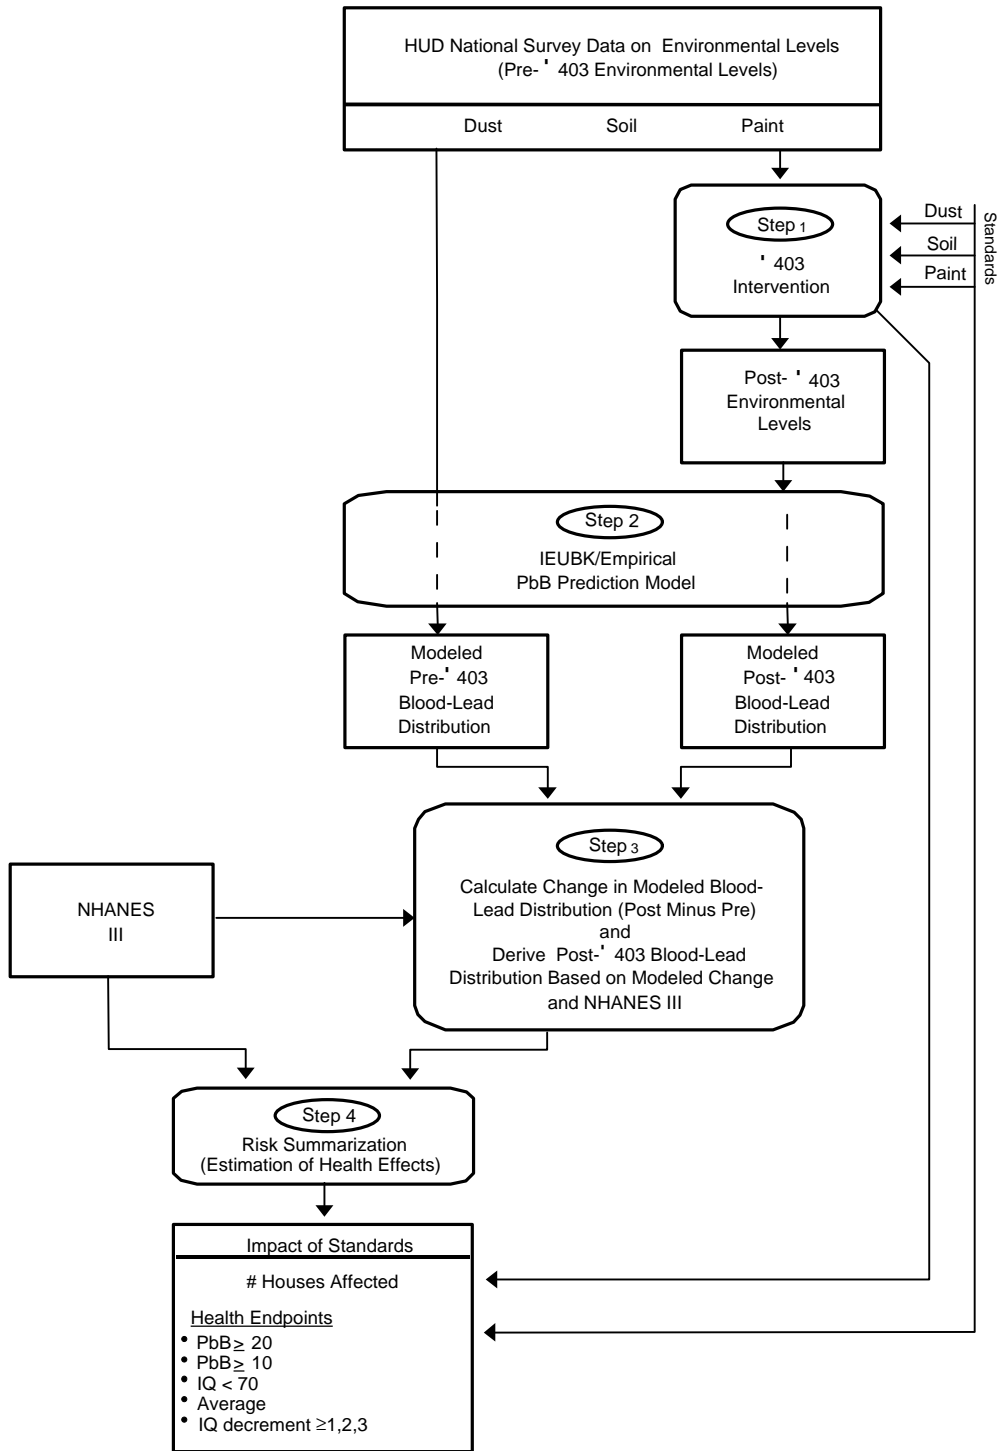 HUD National Survey Data on Environmental Levels
(Pre-' 403 Environmental Levels)
Dust Soil Paint
Step 1
' 403
Intervention
Dust
Soil
Paint
Standards
Post-' 403
Environmental
Levels
Step 2
IEUBK/Empirical
PbB Prediction Model
Modeled
Pre-' 403
Blood-Lead
Distribution
Modeled
Post-' 403
Blood-Lead
Distribution
Step 3
Calculate Change in Modeled Blood-
Lead Distribution (Post Minus Pre)
and
Derive Post-' 403 Blood-Lead
Distribution Based on Modeled Change
and NHANES III
NHANES
III
Step 4
Risk Summarization
(Estimation of Health Effects)
Impact of Standards
# Houses Affected
Health Endpoints
• PbB ≥ 20
• PbB ≥ 10
• IQ < 70
• Average
• IQ decrement ≥1,2,3